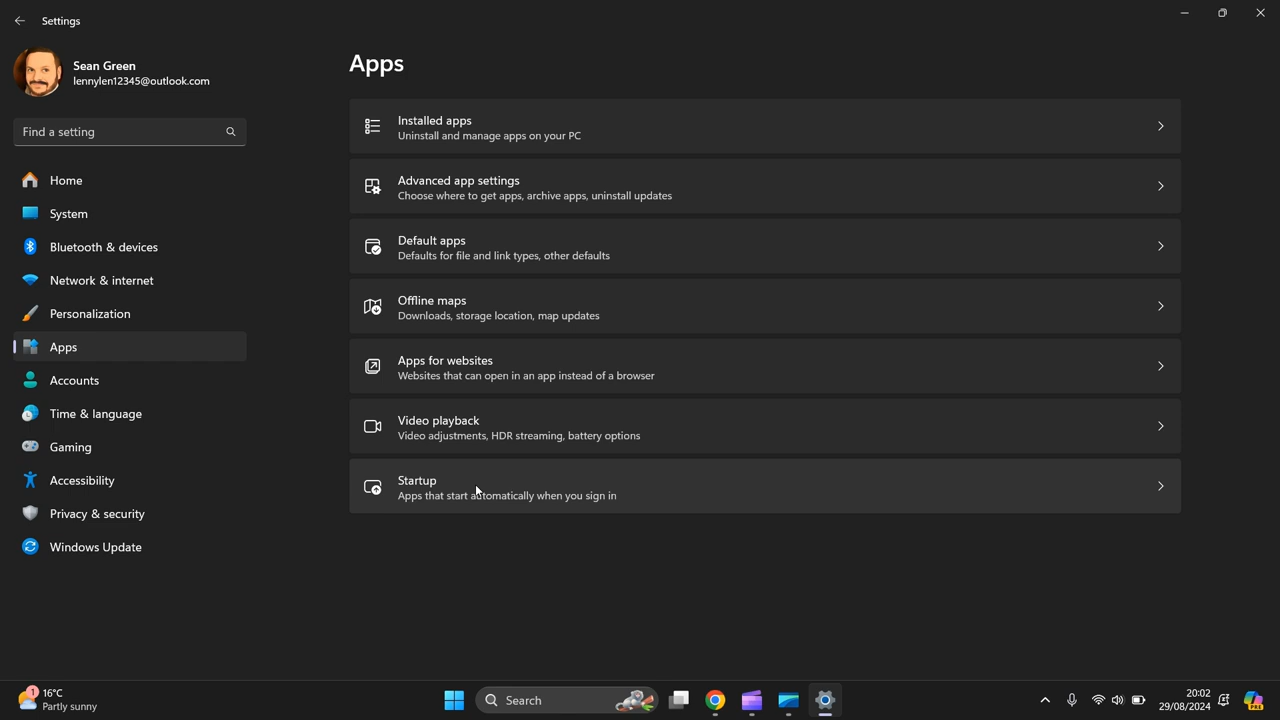 Settings
Sean Green
lennylen12345@outlook.com
Find a setting
Home
System
Bluetooth & devices
Network & internet
Personalization
Apps
Accounts
Time & language
Gaming
Accessibility
Privacy & security
Windows Update
Apps
Installed apps
Uninstall and manage apps on your PC
Advanced app settings
Choose where to get apps, archive apps, uninstall updates
Default apps
Defaults for file and link types, other defaults
Offline maps
Downloads, storage location, map updates
Apps for websites
Websites that can open in an app instead of a browser
Video playback
Video adjustments, HDR streaming, battery options
Startup
Apps that start automatically when you sign in
1
16°C
Partly sunny
Search
20:02
29/08/2024
PRE